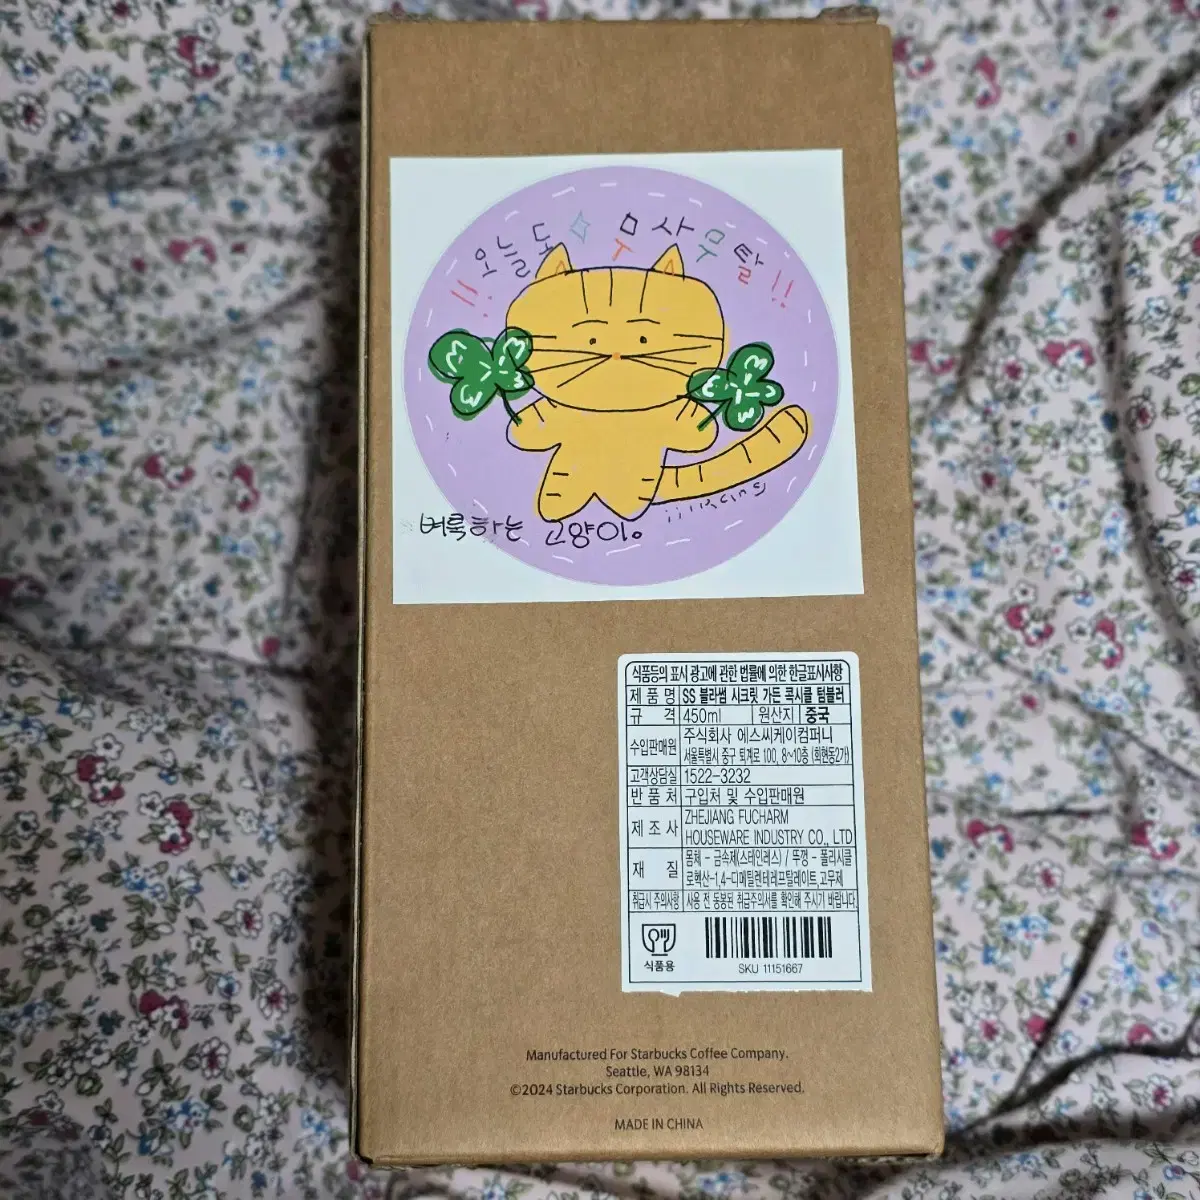 오늘도 무사우탈!!
jjikcing
벼룩하는 고양이。
식품등의 표시 광고에 관한 법률에 의한 한글표시사항
제품명 SS 블라썸 시크릿 가든 콕시클 텀블러
규격 450ml 원산지 중국
수입판매원 주식회사 에스씨케이컴퍼니
서울특별시 중구 퇴계로 100, 8~10층 (회현동2가)
고객상담실 1522-3232
반품처 구입처 및 수입판매원
제조사 ZHEJIANG FUCHARM
HOUSEWARE INDUSTRY CO., LTD
재질 몸체 - 금속제(스테인레스) / 뚜껑 - 폴리시클
로헥산-1,4-디메틸렌테레프탈레이트, 고무제
취급시 주의사항 사용 전 동봉된 취급주의서를 확인해 주시기 바랍니다.
식품용
SKU 11151667
Manufactured For Starbucks Coffee Company.
Seattle, WA 98134
©2024 Starbucks Corporation. All Rights Reserved.
MADE IN CHINA